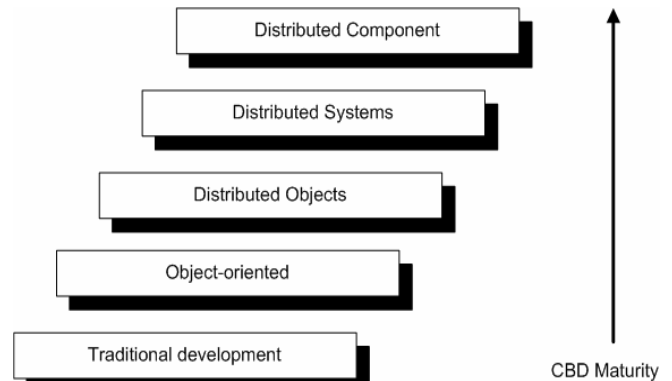 Distributed Component
Distributed Systems
Distributed Objects
Object-oriented
Traditional development
CBD Maturity